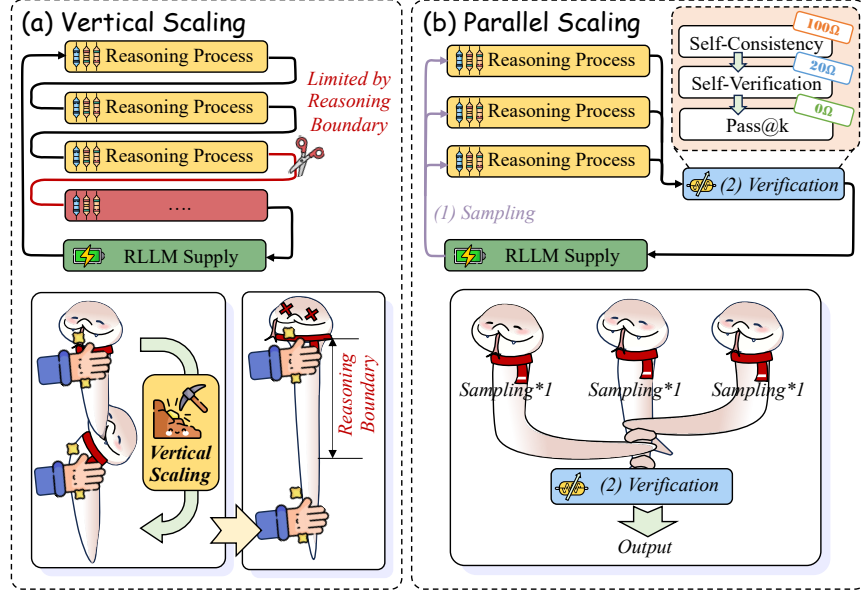 (a) Vertical Scaling
Reasoning Process
Reasoning Process
Reasoning Process
....
RLLM Supply
Limited by
Reasoning
Boundary
Vertical
Scaling
Reasoning
Boundary
(b) Parallel Scaling
Reasoning Process
Reasoning Process
Reasoning Process
(1) Sampling
RLLM Supply
100Ω
Self-Consistency
20Ω
Self-Verification
0Ω
Pass@k
(2) Verification
Sampling*1
Sampling*1
Sampling*1
(2) Verification
Output